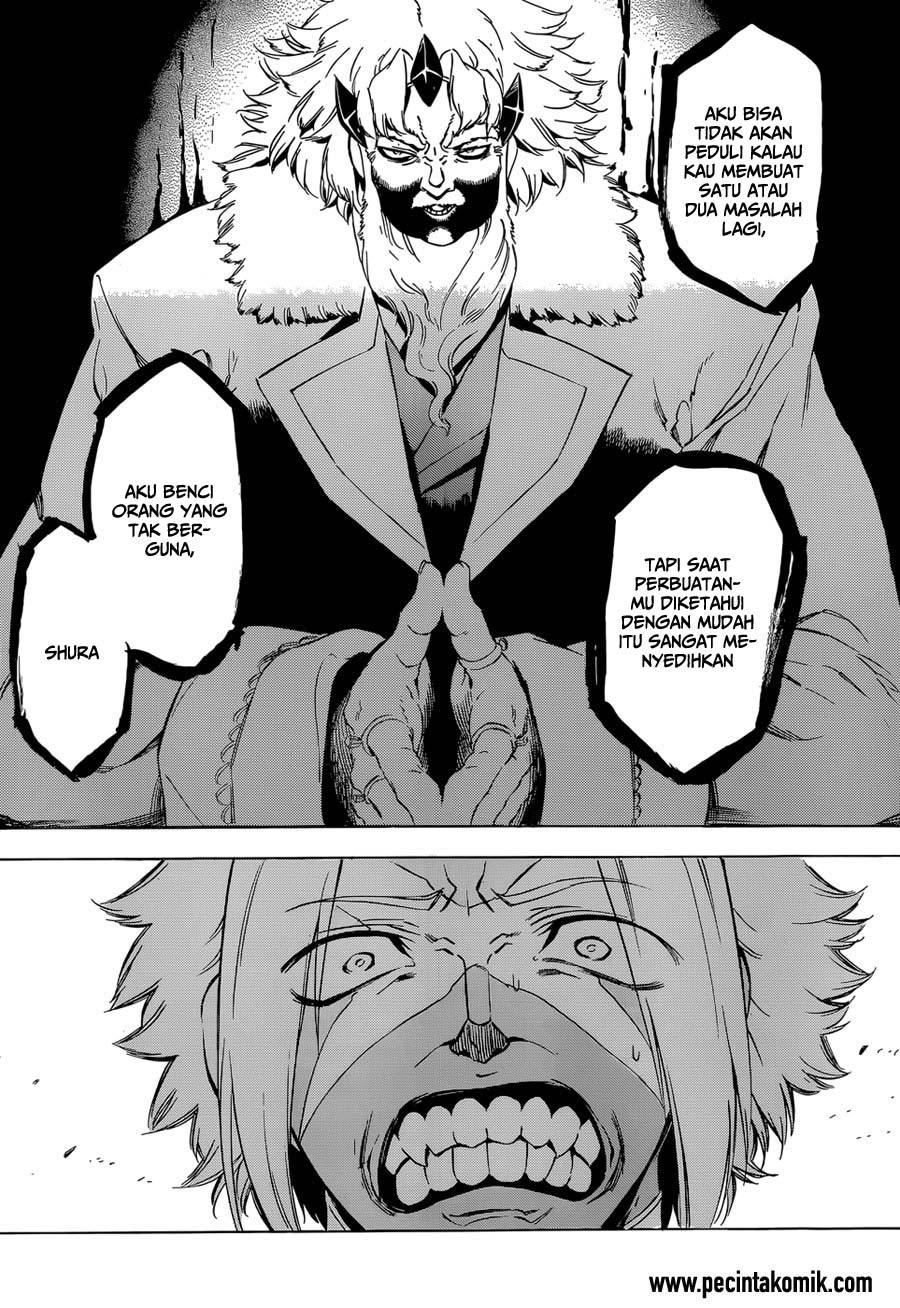 AKU BISA
TIDAK AKAN
PEDULI KALAU
KAU MEMBUAT
SATU ATAU
DUA MASALAH
LAGI,
TAPI SAAT
PERBUATAN-
MU DIKETAHUI
DENGAN MUDAH
ITU SANGAT ME-
NYEDIHKAN
AKU BENCI
ORANG YANG
TAK BER-
GUNA,
SHURA
www.pecintakomik.com